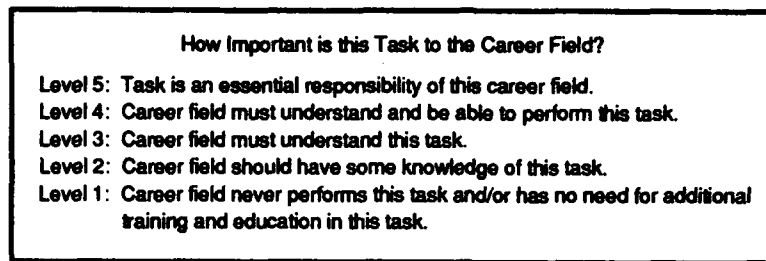 How Important is this Task to the Career Field?
Level 5: Task is an essential responsibility of this career field.
Level 4: Career field must understand and be able to perform this task.
Level 3: Career field must understand this task.
Level 2: Career field should have some knowledge of this task.
Level 1: Career field never performs this task and/or has no need for additional
training and education in this task.